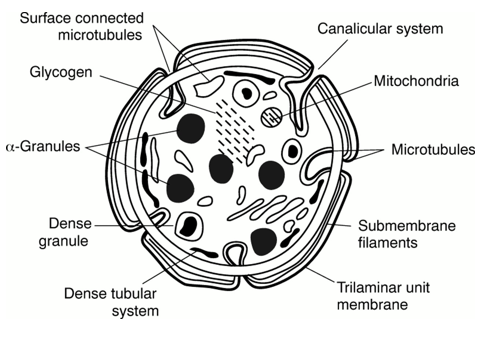 Surface connected
microtubules
Canalicular system
Glycogen
Mitochondria
α-Granules
Microtubules
Dense
granule
Submembrane
filaments
Dense tubular
system
Trilaminar unit
membrane